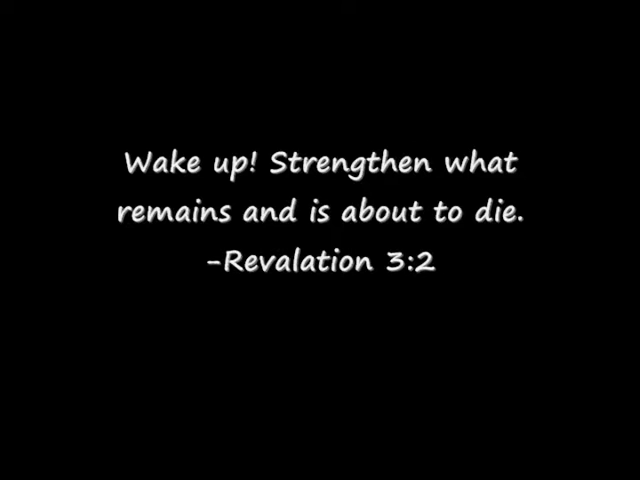 Wake up! Strengthen what
remains and is about to die.
-Revalation 3:2